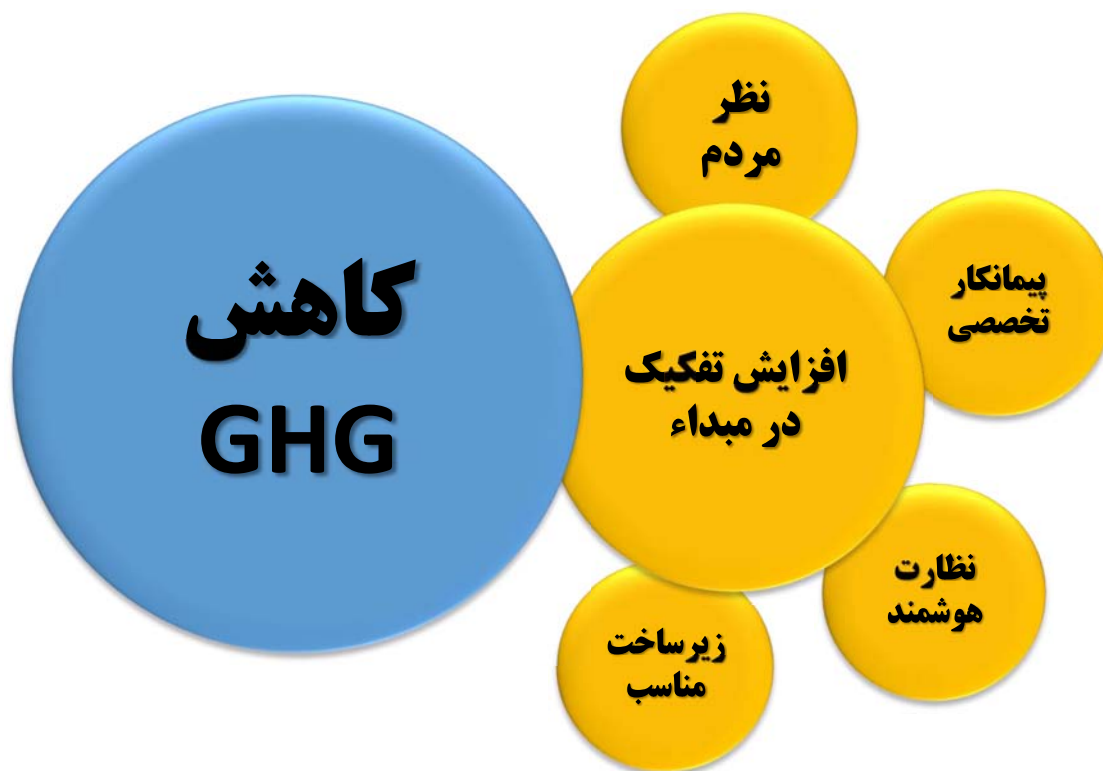 نظر
مردم
پیمانکار
تخصصی
کاهش
GHG
افزایش تفکیک
در مبداء
نظارت
هوشمند
زیرساخت
مناسب